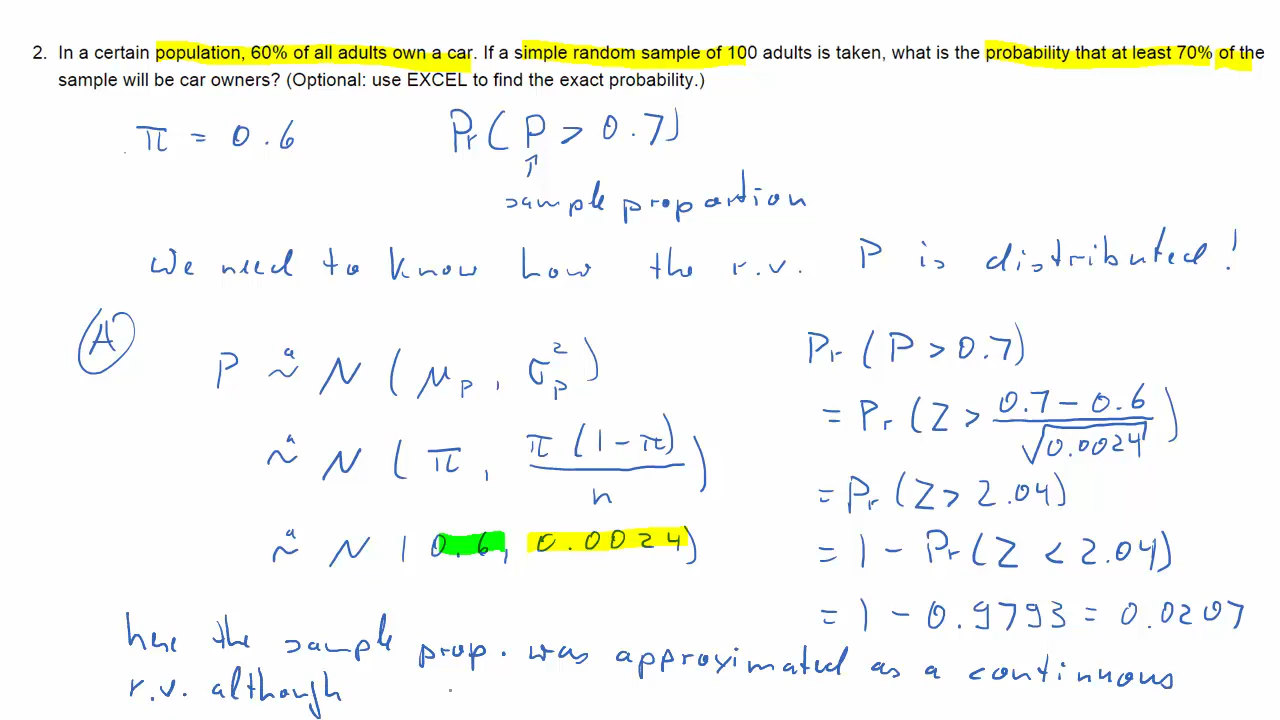 2. In a certain population, 60% of all adults own a car. If a simple random sample of 100 adults is taken, what is the probability that at least 70% of the
sample will be car owners? (Optional: use EXCEL to find the exact probability.)
π = 0.6 Pr(P > 0.7)
↑
sample proportion
We need to know how the r.v. P is distributed!
A
P ~ᵃ N(μ_P, σ_P²)
~ᵃ N(π, π(1-π)/n)
~ᵃ N(0.6, 0.0024)
Pr(P>0.7)
= Pr(Z > (0.7-0.6)/√0.0024)
= Pr(Z > 2.04)
= 1 - Pr(Z < 2.04)
= 1 - 0.9793 = 0.0207
here the sample prop. was approximated as a continuous
r.v. although